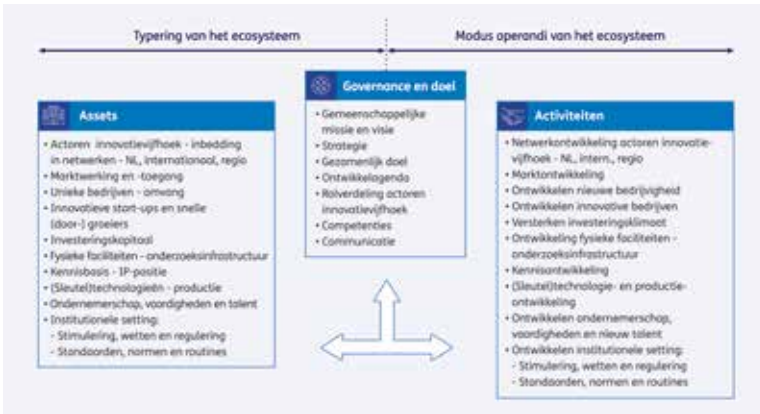 Typering van het ecosysteem
Modus operandi van het ecosysteem
Governance en doel
• Gemeenschappelijke
missie en visie
• Strategie
• Gezamenlijk doel
• Ontwikkelagenda
• Rolverdeling actoren
innovatievijfhoek
• Competenties
• Communicatie
Assets
• Actoren innovatievijfhoek - inbedding
in netwerken - NL, internationaal, regio
• Marktwerking en -toegang
• Unieke bedrijven - omvang
• Innovatieve start-ups en snelle
(door-) groeiers
• Investeringskapitaal
• Fysieke faciliteiten - onderzoeksinfrastructuur
• Kennisbasis - IP-positie
• (Sleutel)technologieën - productie
• Ondernemerschap, vaardigheden en talent
• Institutionele setting:
- Stimulering, wetten en regulering
- Standaarden, normen en routines
Activiteiten
• Netwerkontwikkeling actoren innovatie-
vijfhoek - NL, intern., regio
• Marktontwikkeling
• Ontwikkelen nieuwe bedrijvigheid
• Ontwikkelen innovative bedrijven
• Versterken investeringsklimaat
• Ontwikkeling fysieke faciliteiten -
onderzoeksinfrastructuur
• Kennisontwikkeling
• (Sleutel)technologie- en productie-
ontwikkeling
• Ontwikkelen ondernemerschap,
vaardigheden en nieuw talent
• Ontwikkelen institutionele setting:
- Stimulering, wetten en regulering
- Standaarden, normen en routines